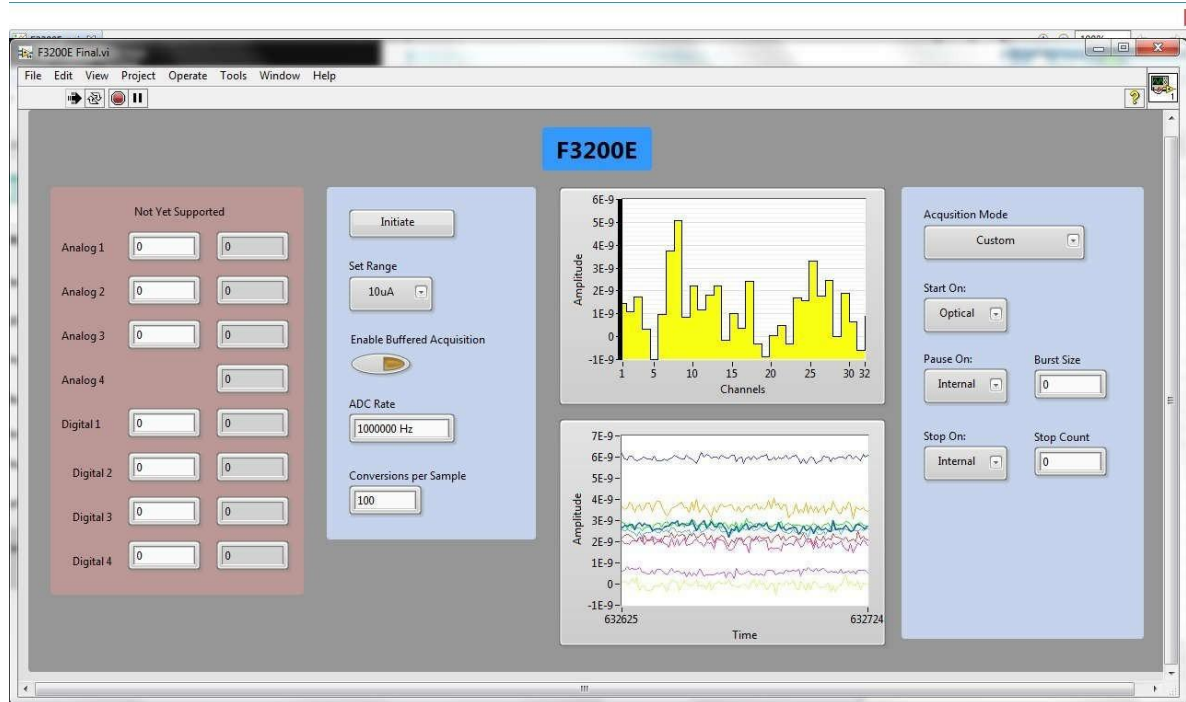 F3200E Final.vi
100%
File Edit View Project Operate Tools Window Help
1
F3200E
Not Yet Supported
Analog 1 0 0
Analog 2 0 0
Analog 3 0 0
Analog 4 0
Digital 1 0 0
Digital 2 0 0
Digital 3 0 0
Digital 4 0 0
Initiate
Set Range
10uA
Enable Buffered Acquisition
ADC Rate
1000000 Hz
Conversions per Sample
100
6E-9
5E-9
4E-9
3E-9
2E-9
1E-9
0
-1E-9
Amplitude
1 5 10 15 20 25 30 32
Channels
7E-9
6E-9
5E-9
4E-9
3E-9
2E-9
1E-9
0
-1E-9
Amplitude
632625 632724
Time
Acqusition Mode
Custom
Start On:
Optical
Pause On: Burst Size
Internal 0
Stop On: Stop Count
Internal 0